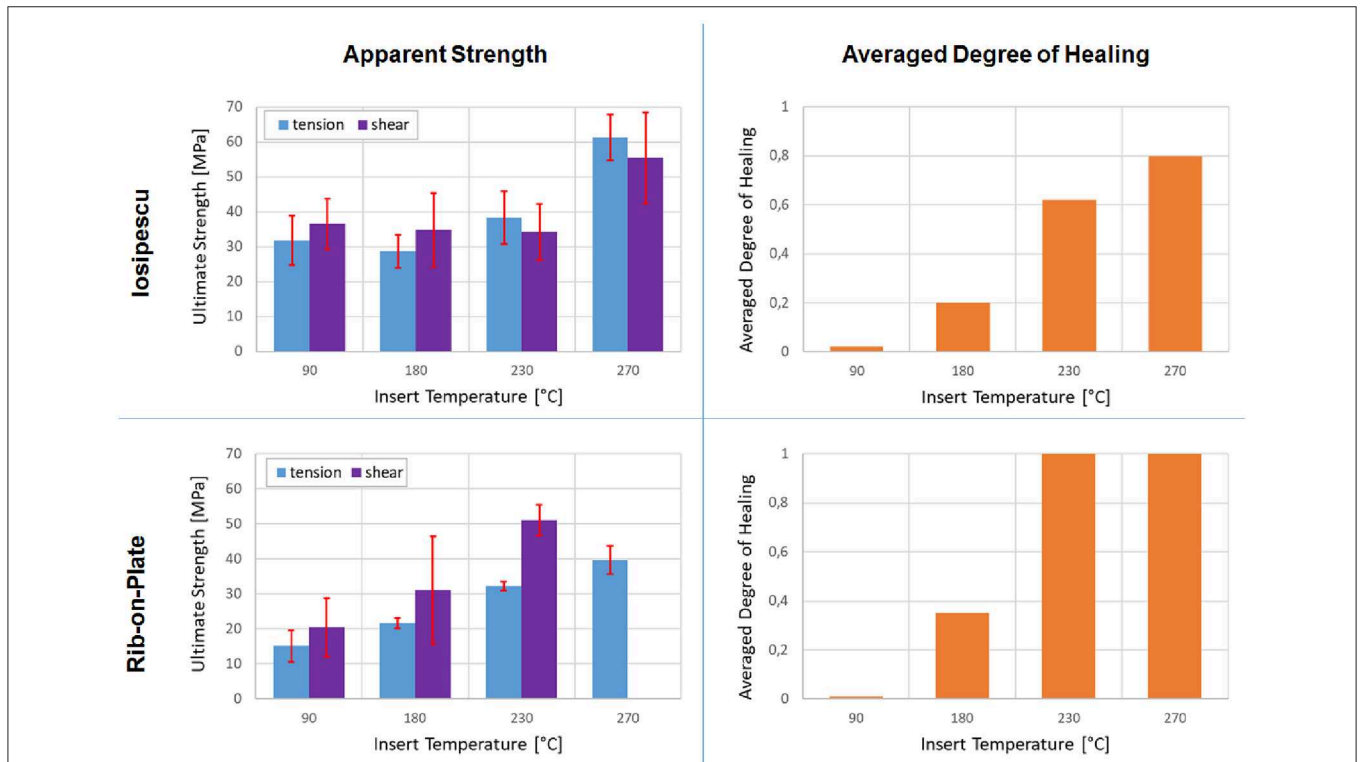 Apparent Strength
Averaged Degree of Healing
Iosipescu
Ultimate Strength [MPa]
70
60
50
40
30
20
10
0
tension
shear
90
180
230
270
Insert Temperature [°C]
Averaged Degree of Healing
1
0,8
0,6
0,4
0,2
0
90
180
230
270
Insert Temperature [°C]
Rib-on-Plate
Ultimate Strength [MPa]
70
60
50
40
30
20
10
0
tension
shear
90
180
230
270
Insert Temperature [°C]
Averaged Degree of Healing
1
0,8
0,6
0,4
0,2
0
90
180
230
270
Insert Temperature [°C]